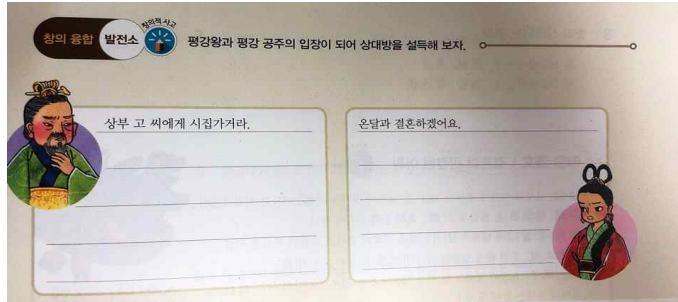 창의적 사고
창의 융합 발전소
평강왕과 평강 공주의 입장이 되어 상대방을 설득해 보자.
상부 고 씨에게 시집가거라.
온달과 결혼하겠어요.